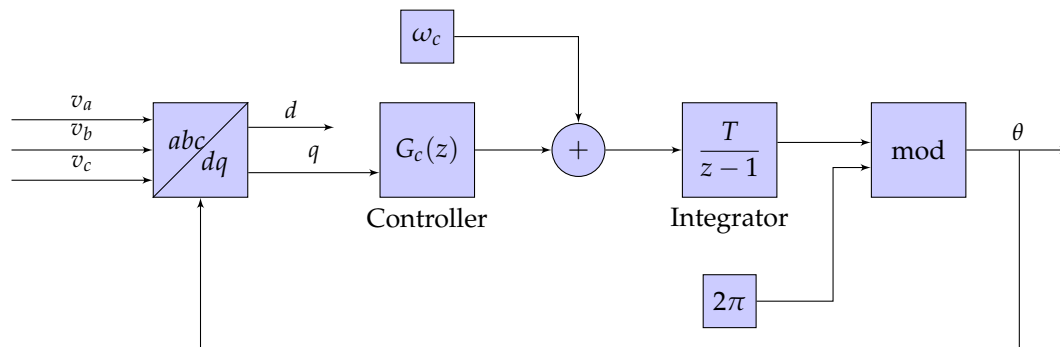 ω_c
v_a
v_b
v_c
abc
dq
d
q
G_c(z)
Controller
+
T
z − 1
Integrator
mod
θ
2π